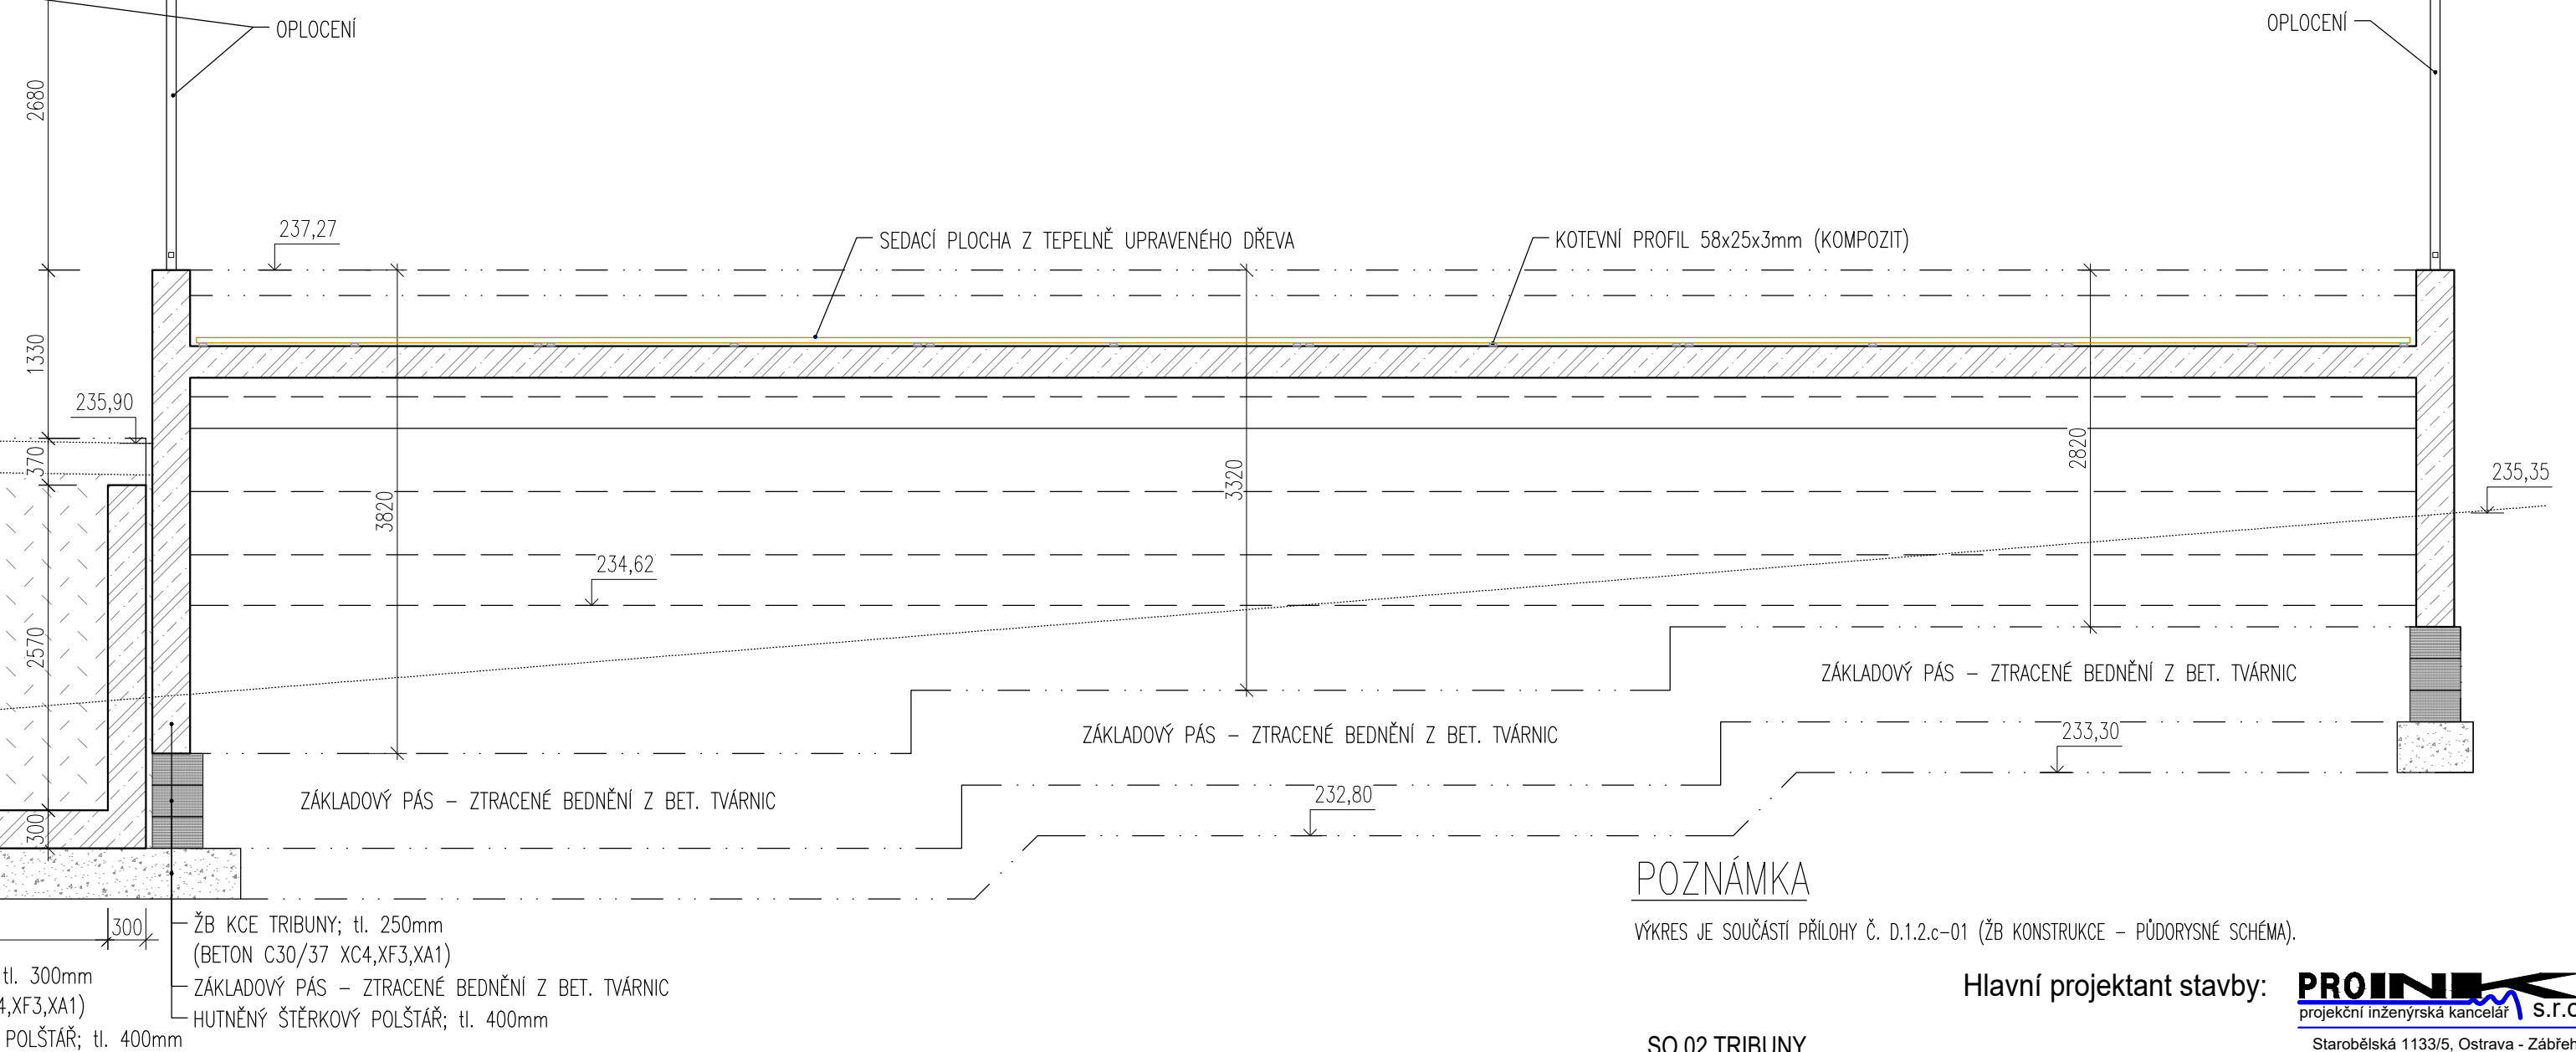 OPLOCENÍ
OPLOCENÍ
2680
237,27
SEDACÍ PLOCHA Z TEPELNĚ UPRAVENÉHO DŘEVA
KOTEVNÍ PROFIL 58x25x3mm (KOMPOZIT)
1330
235,90
370
3820
3320
2820
235,35
234,62
2570
ZÁKLADOVÝ PÁS – ZTRACENÉ BEDNĚNÍ Z BET. TVÁRNIC
ZÁKLADOVÝ PÁS – ZTRACENÉ BEDNĚNÍ Z BET. TVÁRNIC
233,30
ZÁKLADOVÝ PÁS – ZTRACENÉ BEDNĚNÍ Z BET. TVÁRNIC
232,80
300
300
POZNÁMKA
VÝKRES JE SOUČÁSTÍ PŘÍLOHY Č. D.1.2.c–01 (ŽB KONSTRUKCE – PŮDORYSNÉ SCHÉMA).
ŽB KCE TRIBUNY; tl. 250mm
(BETON C30/37 XC4,XF3,XA1)
ZÁKLADOVÝ PÁS – ZTRACENÉ BEDNĚNÍ Z BET. TVÁRNIC
HUTNĚNÝ ŠTĚRKOVÝ POLŠTÁŘ; tl. 400mm
tl. 300mm
4,XF3,XA1)
POLŠTÁŘ; tl. 400mm
Hlavní projektant stavby:
PROINK
projekční inženýrská kancelář s.r.o
Starobělská 1133/5, Ostrava - Zábřeh
SO 02 TRIBUNY